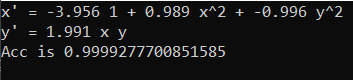 x' = -3.956 1 + 0.989 x^2 + -0.996 y^2
y' = 1.991 x y
Acc is 0.9999277700851585